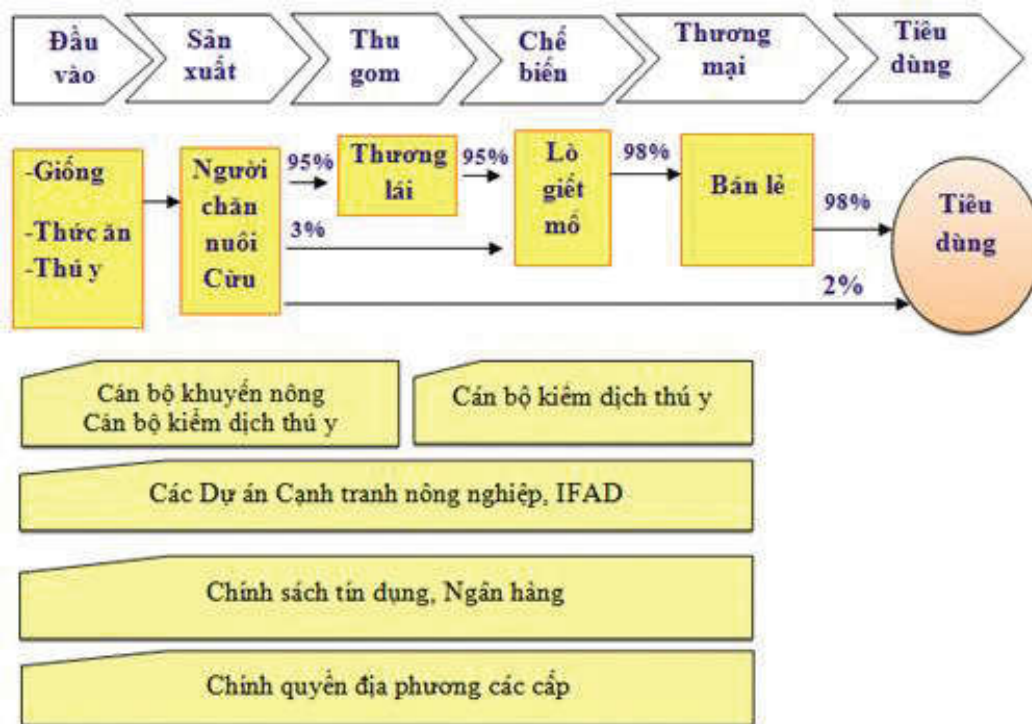 Đầu
vào
Sản
xuất
Thu
gom
Chế
biến
Thương
mại
Tiêu
dùng
-Giống
-Thức ăn
-Thú y
Người
chăn
nuôi
Cừu
95%
3%
Thương
lái
95%
Lò
giết
mổ
98%
Bán lẻ
98%
2%
Tiêu
dùng
Cán bộ khuyến nông
Cán bộ kiểm dịch thú y
Cán bộ kiểm dịch thú y
Các Dự án Cạnh tranh nông nghiệp, IFAD
Chính sách tín dụng, Ngân hàng
Chính quyền địa phương các cấp